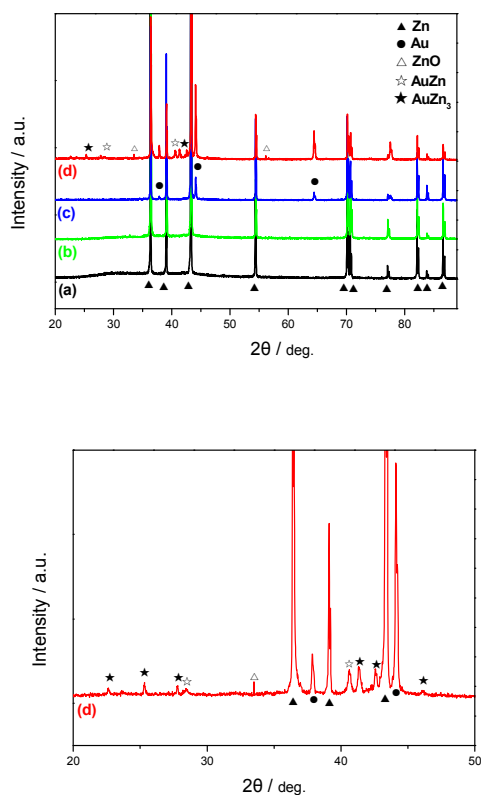 Zn
Au
ZnO
AuZn
AuZn3
Intensity / a.u.
(d)
(c)
(b)
(a)
20 30 40 50 60 70 80
2θ / deg.
Intensity / a.u.
(d)
20 30 40 50
2θ / deg.